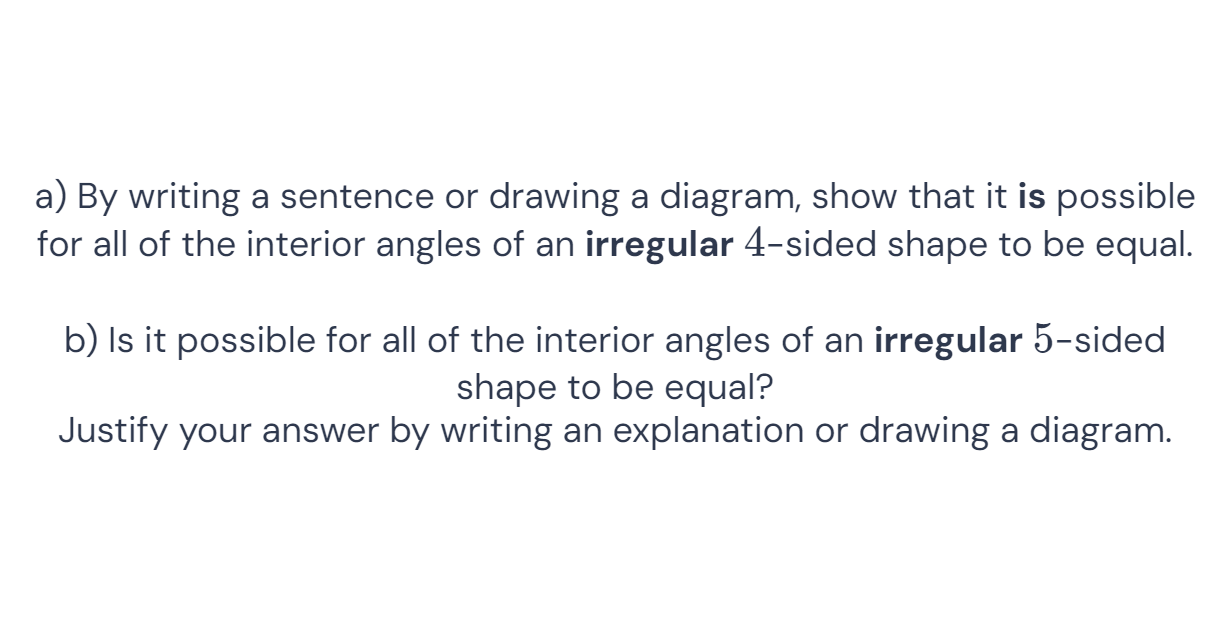 a) By writing a sentence or drawing a diagram, show that it is possible
for all of the interior angles of an irregular 4-sided shape to be equal.
b) Is it possible for all of the interior angles of an irregular 5-sided
shape to be equal?
Justify your answer by writing an explanation or drawing a diagram.